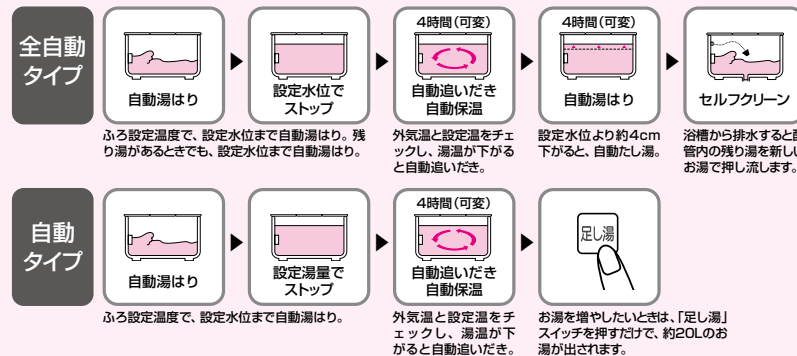 全自動
タイプ
自動湯はり
設定水位で
ストップ
4時間(可変)
自動追いだき
自動保温
4時間(可変)
自動湯はり
セルフクリーン
ふろ設定温度で、設定水位まで自動湯はり。残
り湯があるときでも、設定水位まで自動湯はり。
外気温と設定温をチェ
ックし、湯温が下がる
と自動追いだき。
設定水位より約4cm
下がると、自動たし湯。
浴槽から排水すると配
管内の残り湯を新しい
お湯で押し流します。
自動
タイプ
自動湯はり
設定湯量で
ストップ
4時間(可変)
自動追いだき
自動保温
足し湯
ふろ設定温度で、設定水位まで自動湯はり。
外気温と設定温をチ
ェックし、湯温が下
がると自動追いだき。
お湯を増やしたいときは、「足し湯」
スイッチを押すだけで、約20Lのお
湯が出されます。